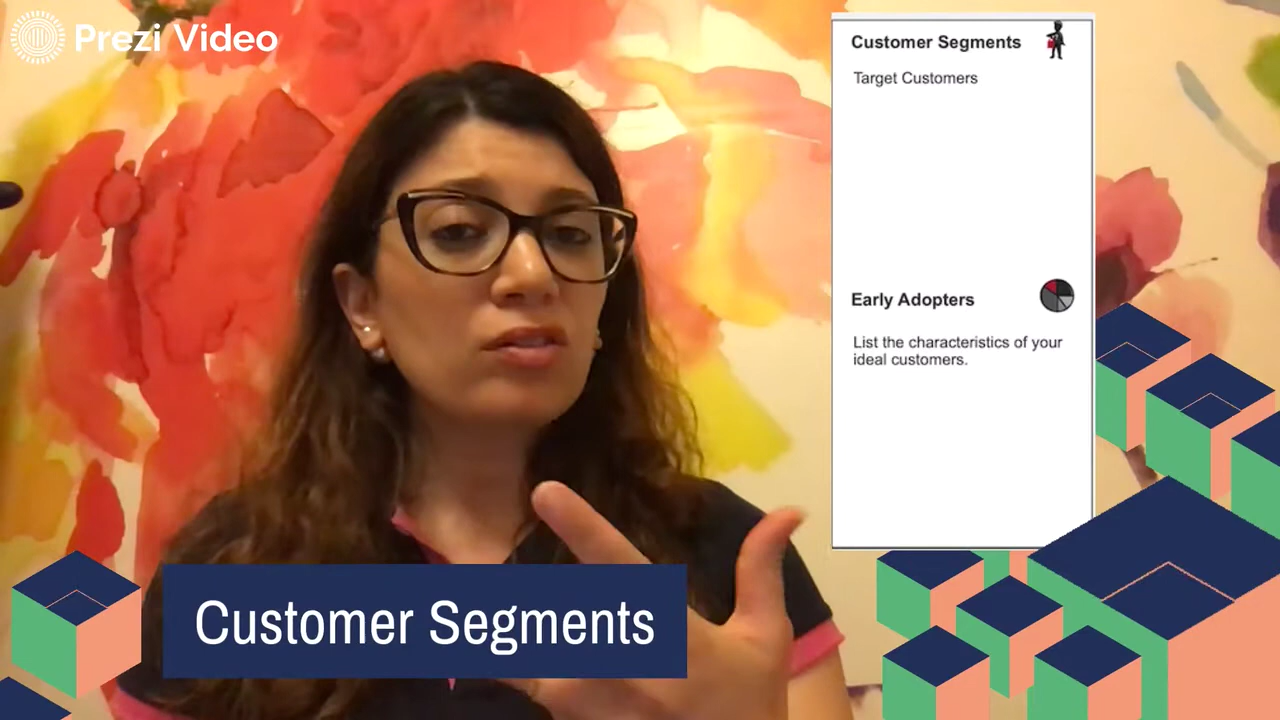 Prezi Video
Customer Segments
Target Customers
Early Adopters
List the characteristics of your
ideal customers.
Customer Segments